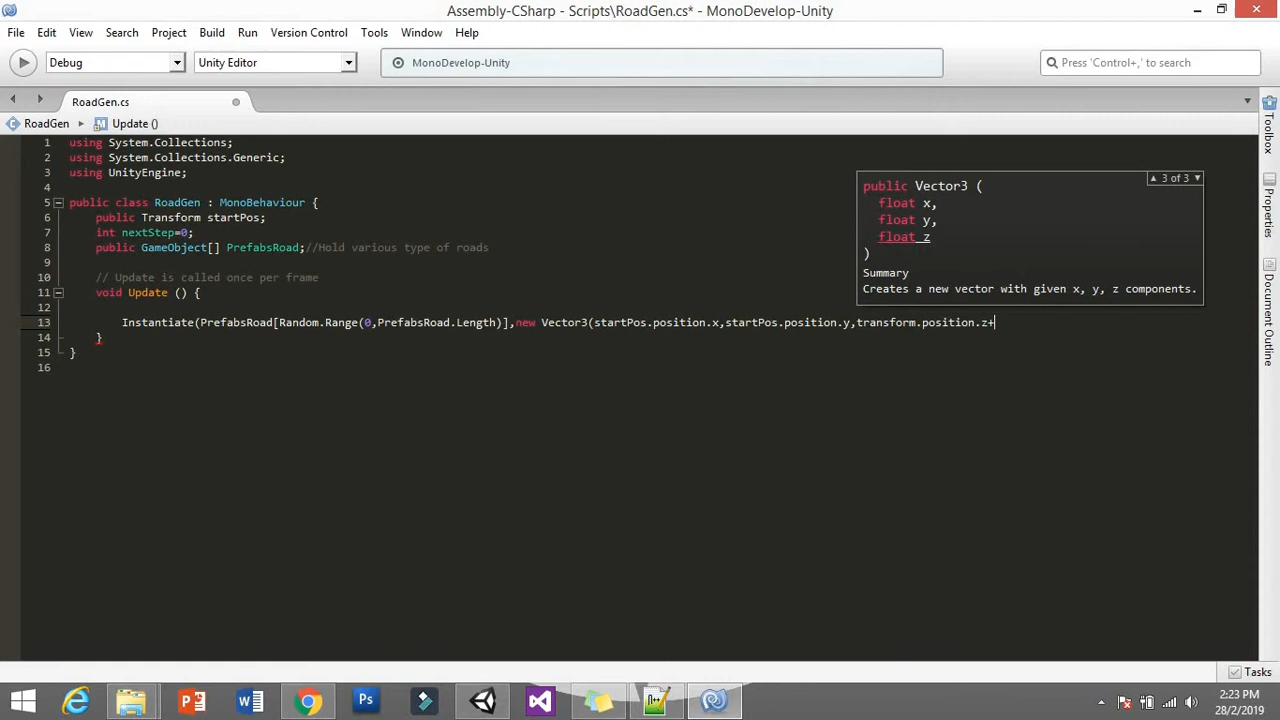 Assembly-CSharp - Scripts\RoadGen.cs* - MonoDevelop-Unity
File Edit View Search Project Build Run Version Control Tools Window Help
Debug Unity Editor MonoDevelop-Unity Press 'Control+,' to search
RoadGen.cs
RoadGen Update ()
1 using System.Collections;
2 using System.Collections.Generic;
3 using UnityEngine;
4
5 public class RoadGen : MonoBehaviour {
6 public Transform startPos;
7 int nextStep=0;
8 public GameObject[] PrefabsRoad;//Hold various type of roads
9
10 // Update is called once per frame
11 void Update () {
12
13 Instantiate(PrefabsRoad[Random.Range(0,PrefabsRoad.Length)],new Vector3(startPos.position.x,startPos.position.y,transform.position.z+
14 }
15 }
16
3 of 3
public Vector3 (
float x,
float y,
float z
)
Summary
Creates a new vector with given x, y, z components.
Toolbox
Properties
Document Outline
Tasks
2:23 PM
28/2/2019